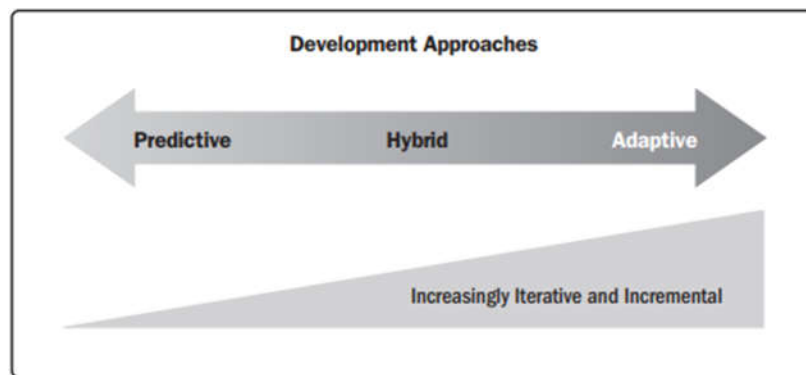 Development Approaches
Predictive Hybrid Adaptive
Increasingly Iterative and Incremental